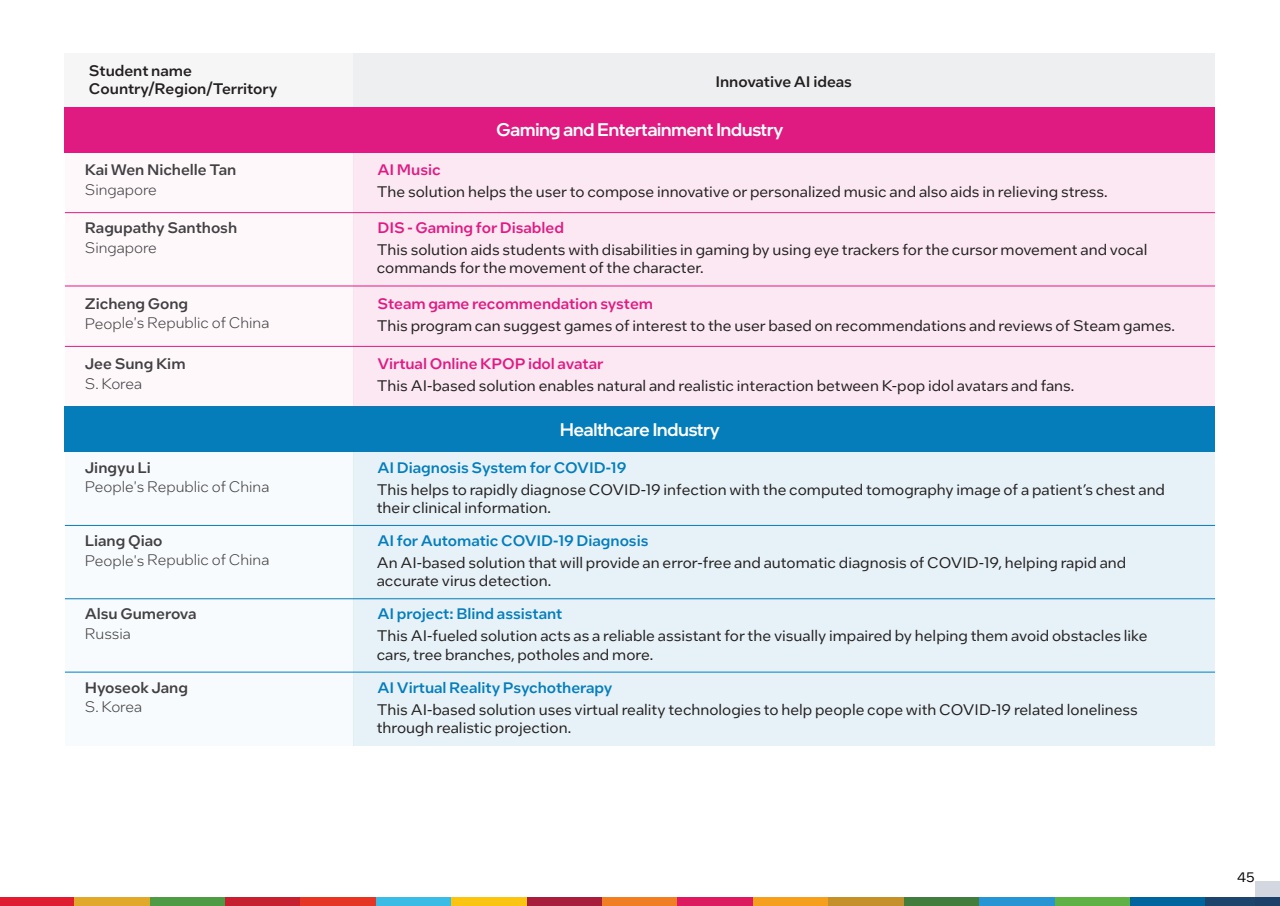 Student name
Country/Region/Territory
Innovative AI ideas
Gaming and Entertainment Industry
Kai Wen Nichelle Tan
Singapore
AI Music
The solution helps the user to compose innovative or personalized music and also aids in relieving stress.
Ragupathy Santhosh
Singapore
DIS - Gaming for Disabled
This solution aids students with disabilities in gaming by using eye trackers for the cursor movement and vocal
commands for the movement of the character.
Zicheng Gong
People's Republic of China
Steam game recommendation system
This program can suggest games of interest to the user based on recommendations and reviews of Steam games.
Jee Sung Kim
S. Korea
Virtual Online KPOP idol avatar
This AI-based solution enables natural and realistic interaction between K-pop idol avatars and fans.
Healthcare Industry
Jingyu Li
People's Republic of China
AI Diagnosis System for COVID-19
This helps to rapidly diagnose COVID-19 infection with the computed tomography image of a patient's chest and
their clinical information.
Liang Qiao
People's Republic of China
AI for Automatic COVID-19 Diagnosis
An AI-based solution that will provide an error-free and automatic diagnosis of COVID-19, helping rapid and
accurate virus detection.
Alsu Gumerova
Russia
AI project: Blind assistant
This AI-fueled solution acts as a reliable assistant for the visually impaired by helping them avoid obstacles like
cars, tree branches, potholes and more.
Hyoseok Jang
S. Korea
AI Virtual Reality Psychotherapy
This AI-based solution uses virtual reality technologies to help people cope with COVID-19 related loneliness
through realistic projection.
45